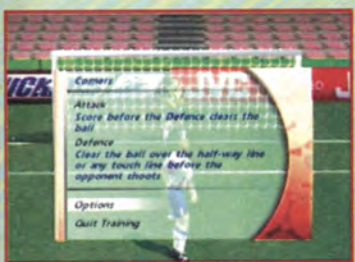 Corners
Attack
Score before the Defence clears the
ball
Defence
Clear the ball over the half-way line
or any touch line before the
opponent shoots
Options
Quit Training
JVC